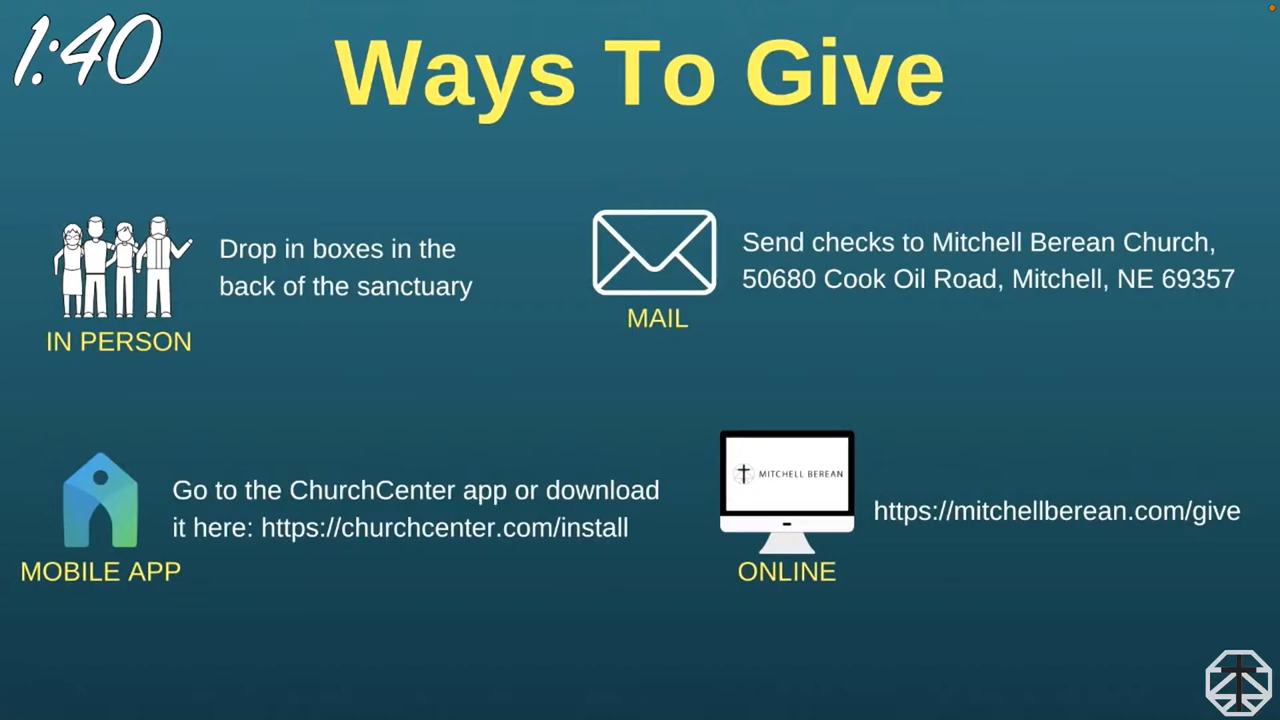 1:40
Ways To Give
Drop in boxes in the
back of the sanctuary
IN PERSON
Send checks to Mitchell Berean Church,
50680 Cook Oil Road, Mitchell, NE 69357
MAIL
Go to the ChurchCenter app or download
it here: https://churchcenter.com/install
MOBILE APP
MITCHELL BEREAN
https://mitchellberean.com/give
ONLINE